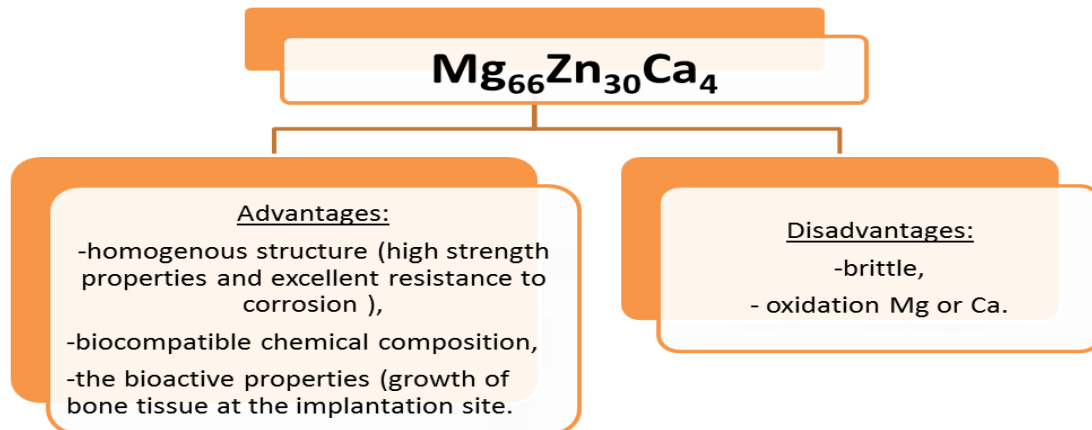 Mg₆₆Zn₃₀Ca₄
Advantages:
-homogenous structure (high strength
properties and excellent resistance to
corrosion ),
-biocompatible chemical composition,
-the bioactive properties (growth of
bone tissue at the implantation site.
Disadvantages:
-brittle,
- oxidation Mg or Ca.